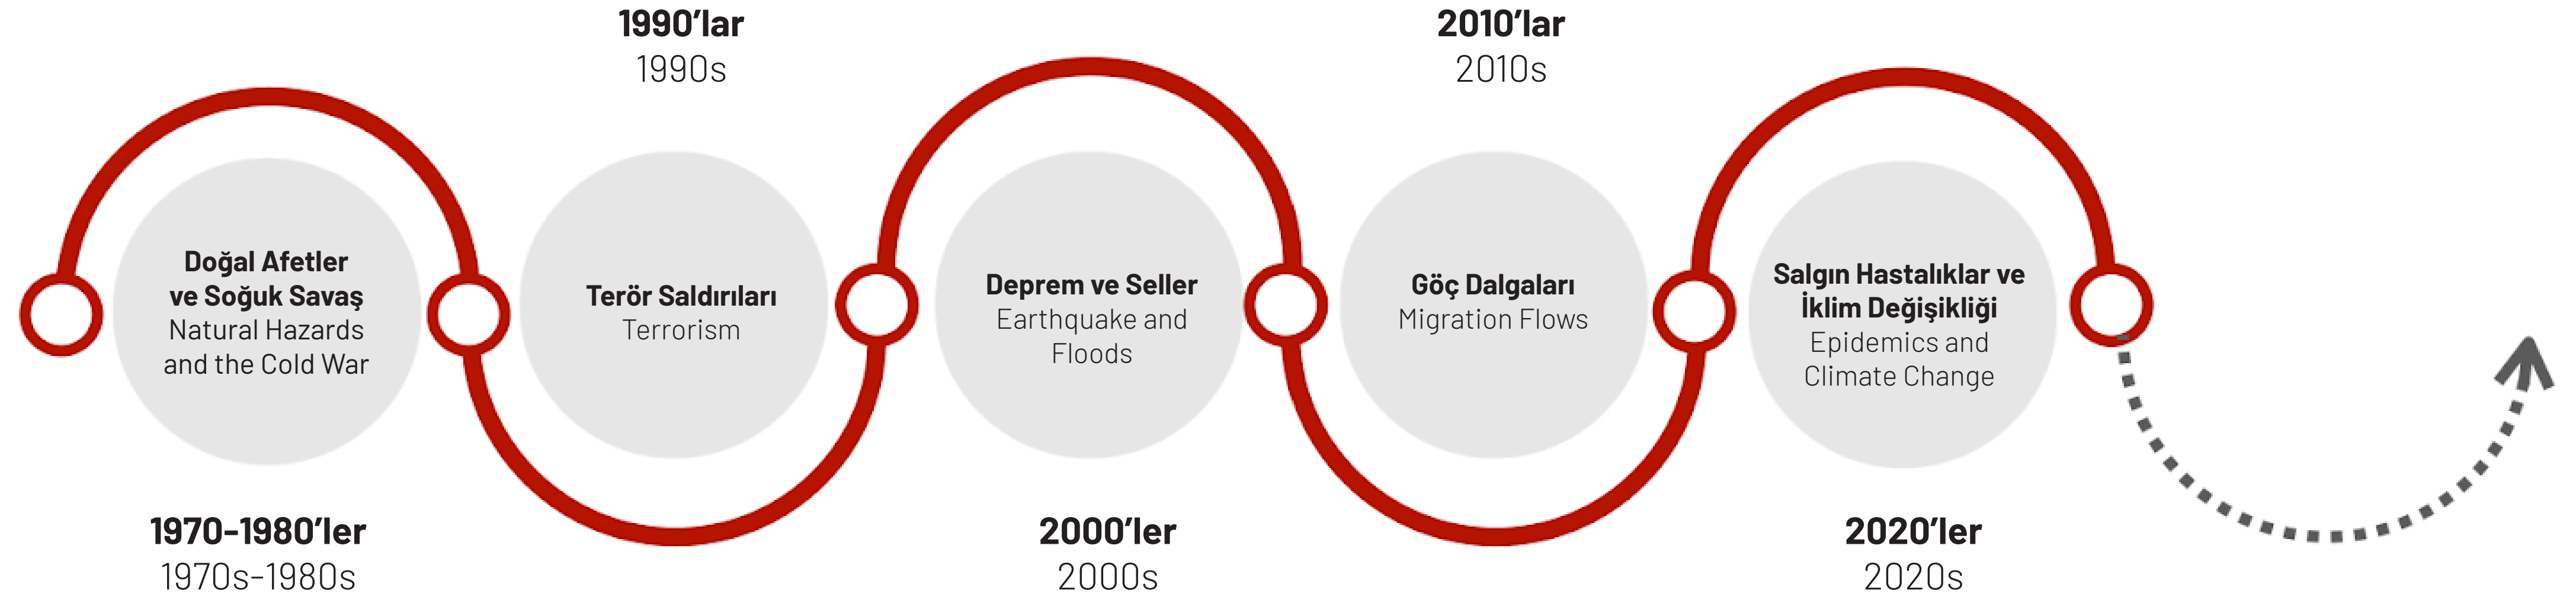 1990'lar
1990s
2010'lar
2010s
Doğal Afetler
ve Soğuk Savaş
Natural Hazards
and the Cold War
Terör Saldırıları
Terrorism
Deprem ve Seller
Earthquake and
Floods
Göç Dalgaları
Migration Flows
Salgın Hastalıklar ve
İklim Değişikliği
Epidemics and
Climate Change
1970-1980'ler
1970s-1980s
2000'ler
2000s
2020'ler
2020s